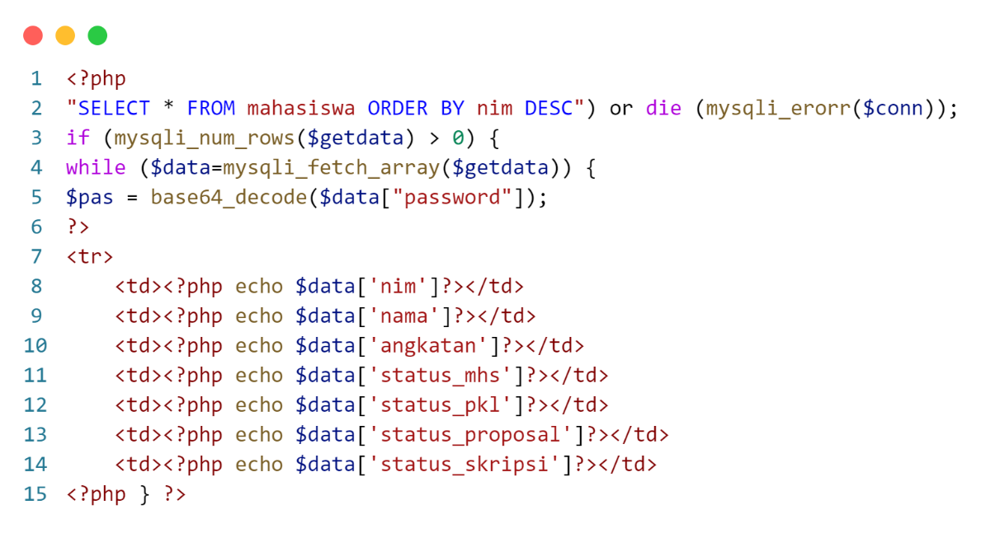 1 <?php
2 "SELECT * FROM mahasiswa ORDER BY nim DESC") or die (mysqli_erorr($conn));
3 if (mysqli_num_rows($getdata) > 0) {
4 while ($data=mysqli_fetch_array($getdata)) {
5 $pas = base64_decode($data["password"]);
6 ?>
7 <tr>
8     <td><?php echo $data['nim']?></td>
9     <td><?php echo $data['nama']?></td>
10     <td><?php echo $data['angkatan']?></td>
11     <td><?php echo $data['status_mhs']?></td>
12     <td><?php echo $data['status_pkl']?></td>
13     <td><?php echo $data['status_proposal']?></td>
14     <td><?php echo $data['status_skripsi']?></td>
15 <?php } ?>